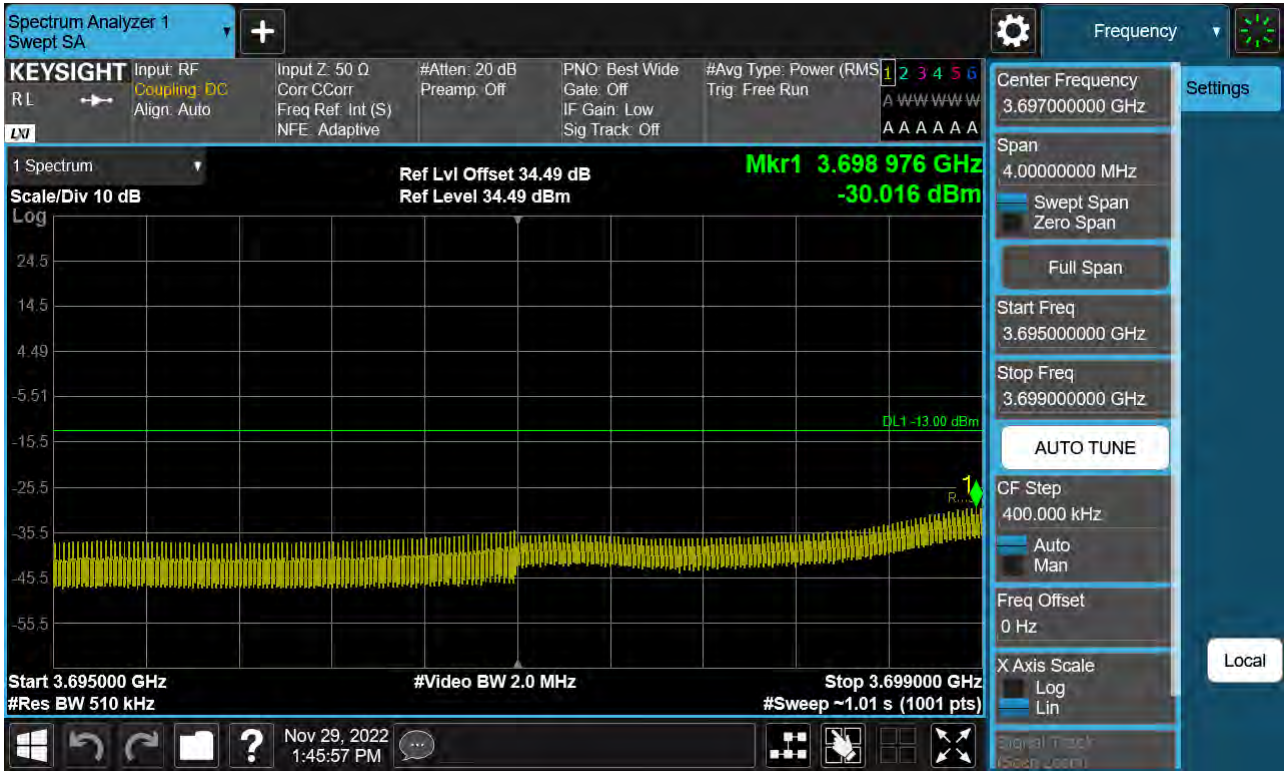 Spectrum Analyzer 1
Swept SA
Frequency
KEYSIGHT
RL
LXI
Input: RF
Coupling: DC
Align: Auto
Input Z: 50 Ω
Corr CCorr
Freq Ref: Int (S)
NFE: Adaptive
#Atten: 20 dB
Preamp: Off
PNO: Best Wide
Gate: Off
IF Gain: Low
Sig Track: Off
#Avg Type: Power (RMS
Trig: Free Run
1 2 3 4 5 6
A W W W W W
A A A A A A
1 Spectrum
Scale/Div 10 dB
Ref Lvl Offset 34.49 dB
Ref Level 34.49 dBm
Mkr1 3.698 976 GHz
-30.016 dBm
Log
24.5
14.5
4.49
-5.51
-15.5
-25.5
-35.5
-45.5
-55.5
DL1 -13.00 dBm
1
Start 3.695000 GHz
#Res BW 510 kHz
#Video BW 2.0 MHz
Stop 3.699000 GHz
#Sweep ~1.01 s (1001 pts)
Center Frequency
3.697000000 GHz
Settings
Span
4.00000000 MHz
Swept Span
Zero Span
Full Span
Start Freq
3.695000000 GHz
Stop Freq
3.699000000 GHz
AUTO TUNE
CF Step
400.000 kHz
Auto
Man
Freq Offset
0 Hz
X Axis Scale
Log
Lin
Signal Track
(Span Zoom)
Local
?
Nov 29, 2022
1:45:57 PM